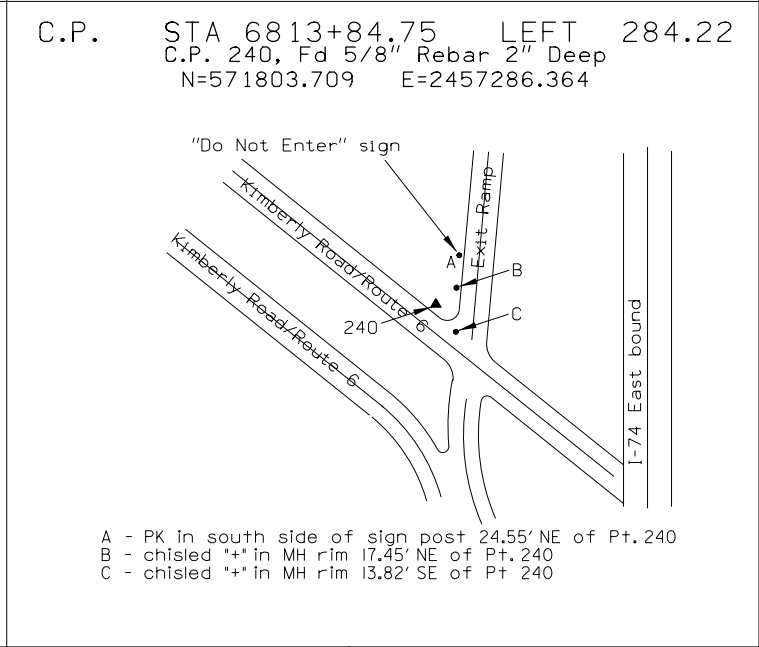 C.P. STA 6813+84.75 LEFT 284.22
C.P. 240, Fd 5/8" Rebar 2" Deep
N=571803.709 E=2457286.364
"Do Not Enter" sign
Kimberly Road/Route 6
Kimberly Road/Route 6
Exit Ramp
A
B
240
C
I-74 East bound
A - PK in south side of sign post 24.55' NE of Pt. 240
B - chisled "+" in MH rim 17.45' NE of Pt. 240
C - chisled "+" in MH rim 13.82' SE of Pt 240